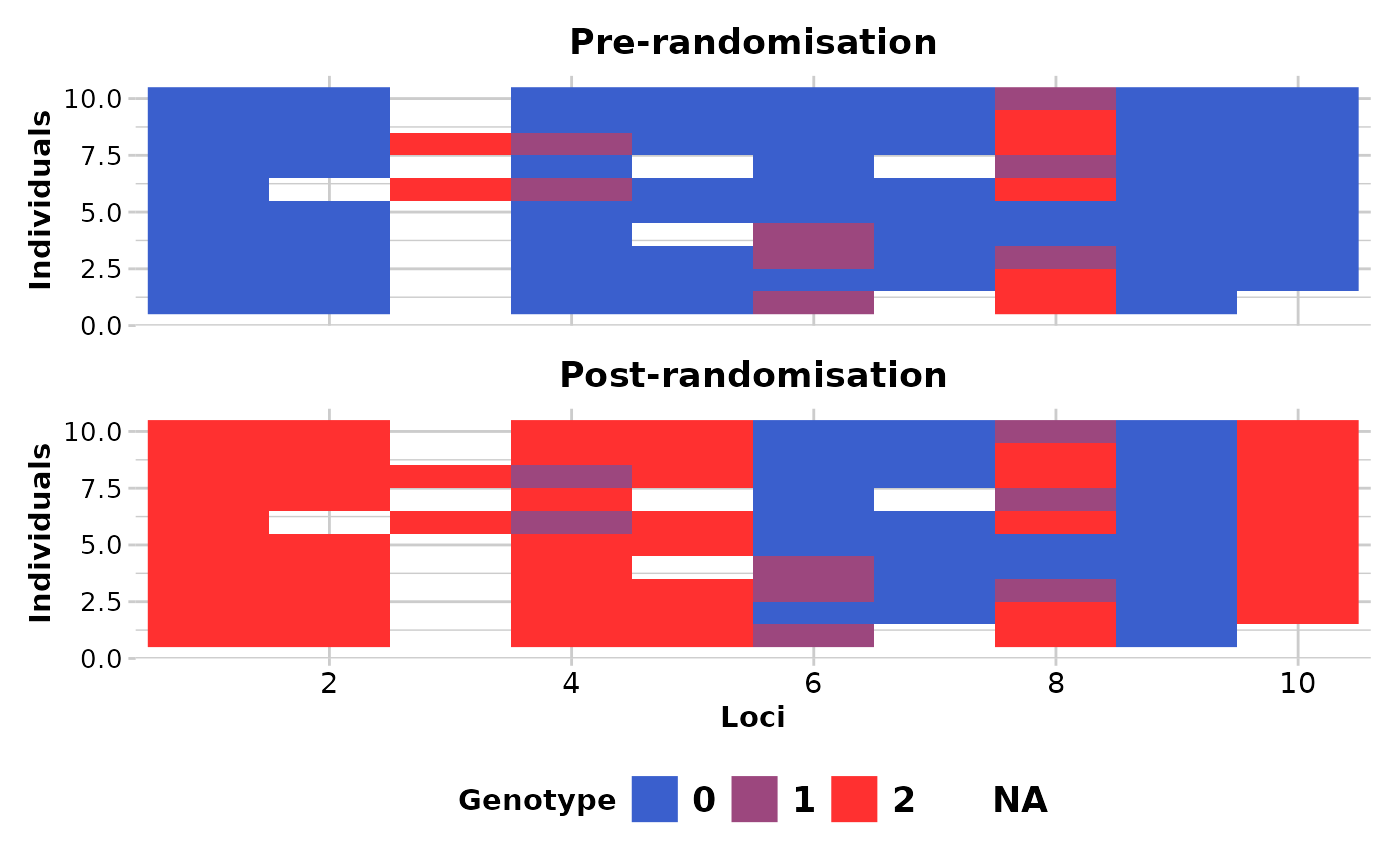 Pre-randomisation
Individuals
10.0
7.5
5.0
2.5
0.0
Post-randomisation
Individuals
10.0
7.5
5.0
2.5
0.0
2 4 6 8 10
Loci
Genotype 0 1 2 NA